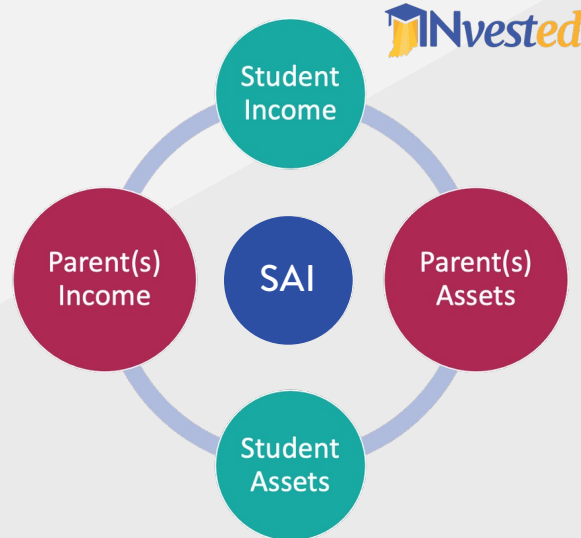 INvested
Student
Income
Parent(s)
Income
SAI
Parent(s)
Assets
Student
Assets